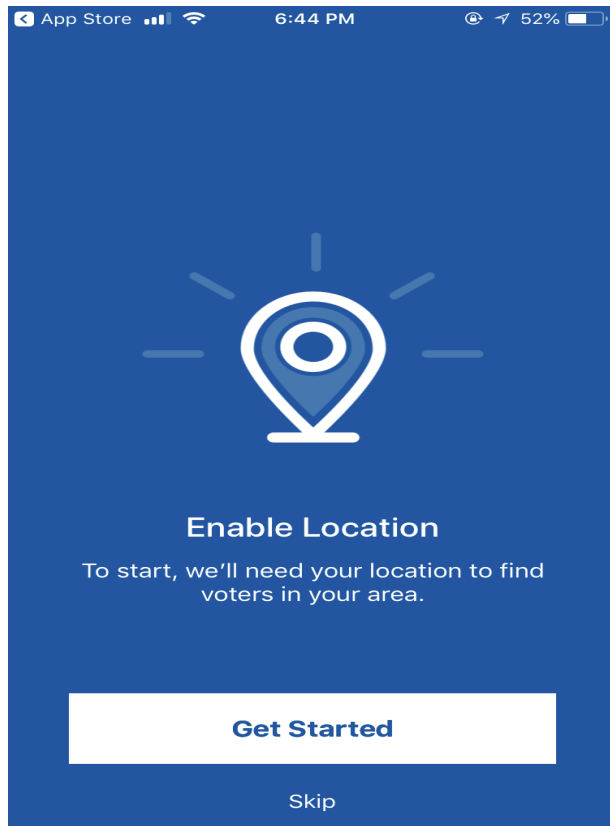 App Store 6:44 PM 52%
Enable Location
To start, we’ll need your location to find
voters in your area.
Get Started
Skip